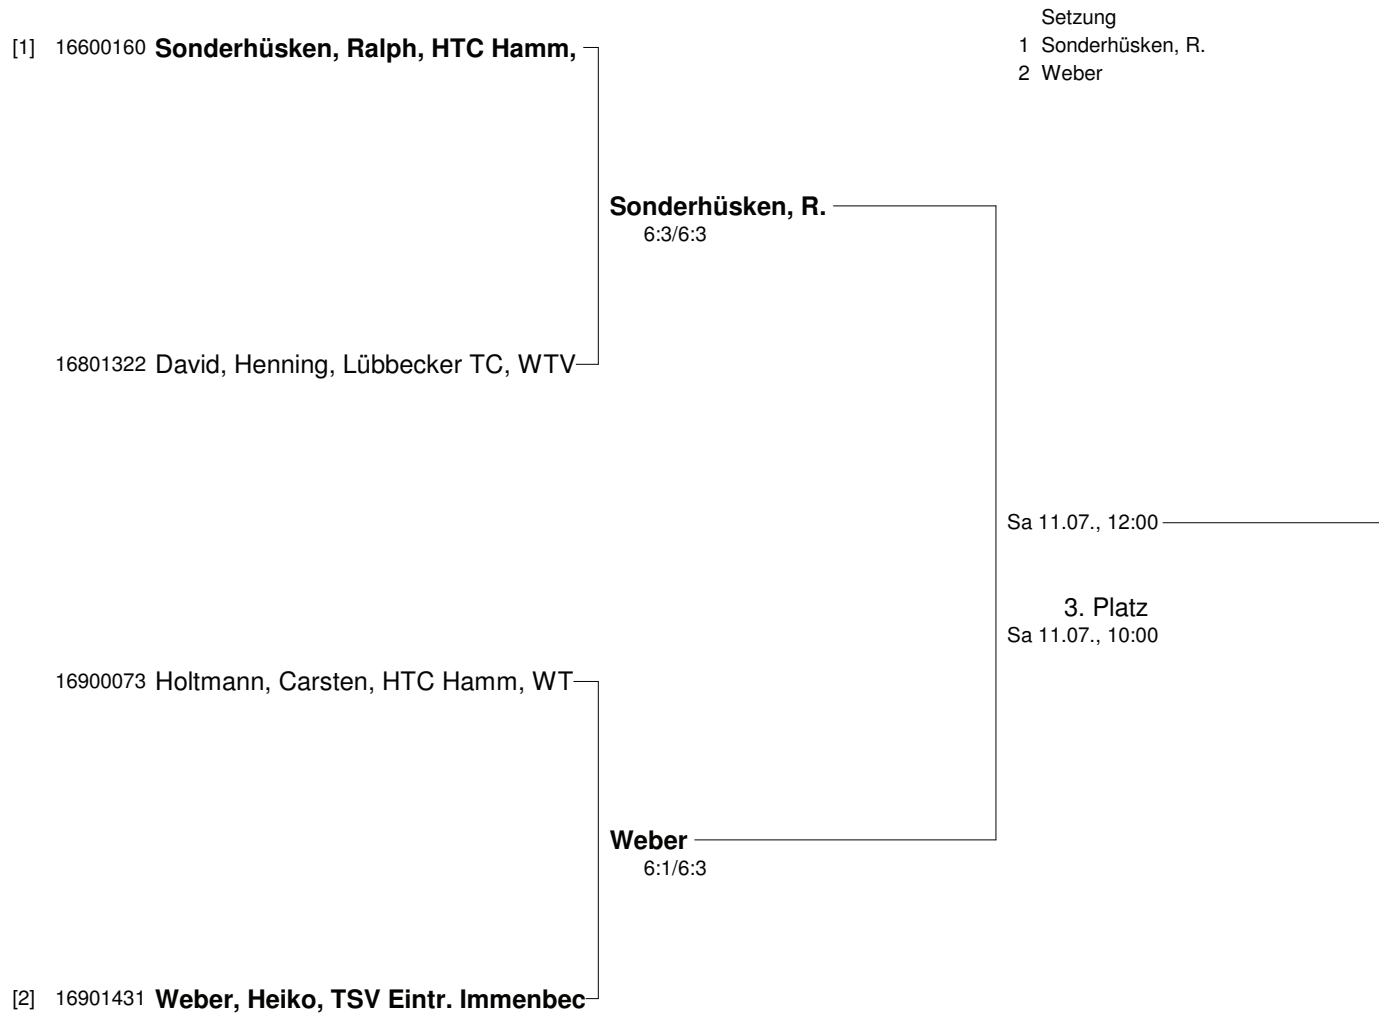 Setzung
1 Sonderhüsken, R.
2 Weber
[1] 16600160 Sonderhüsken, Ralph, HTC Hamm,
Sonderhüsken, R.
6:3/6:3
16801322 David, Henning, Lübbecker TC, WTV
Sa 11.07., 12:00
3. Platz
Sa 11.07., 10:00
16900073 Holtmann, Carsten, HTC Hamm, WT
Weber
6:1/6:3
[2] 16901431 Weber, Heiko, TSV Eintr. Immenbec